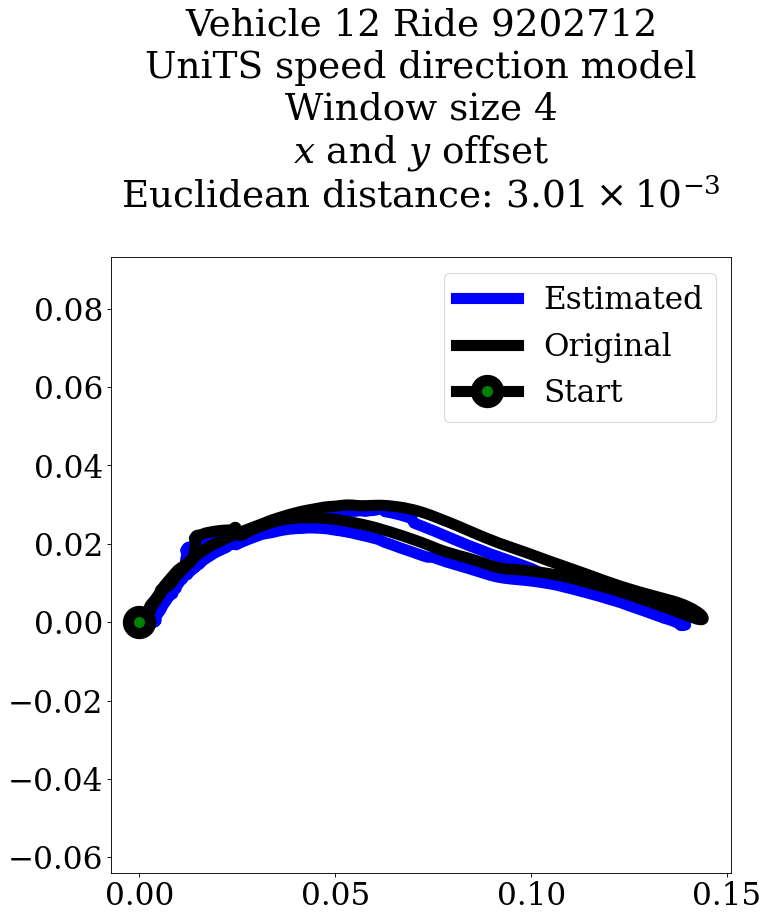 Vehicle 12 Ride 9202712
UniTS speed direction model
Window size 4
x and y offset
Euclidean distance: 3.01 × 10⁻³
Estimated
Original
Start
0.08
0.06
0.04
0.02
0.00
−0.02
−0.04
−0.06
0.00 0.05 0.10 0.15